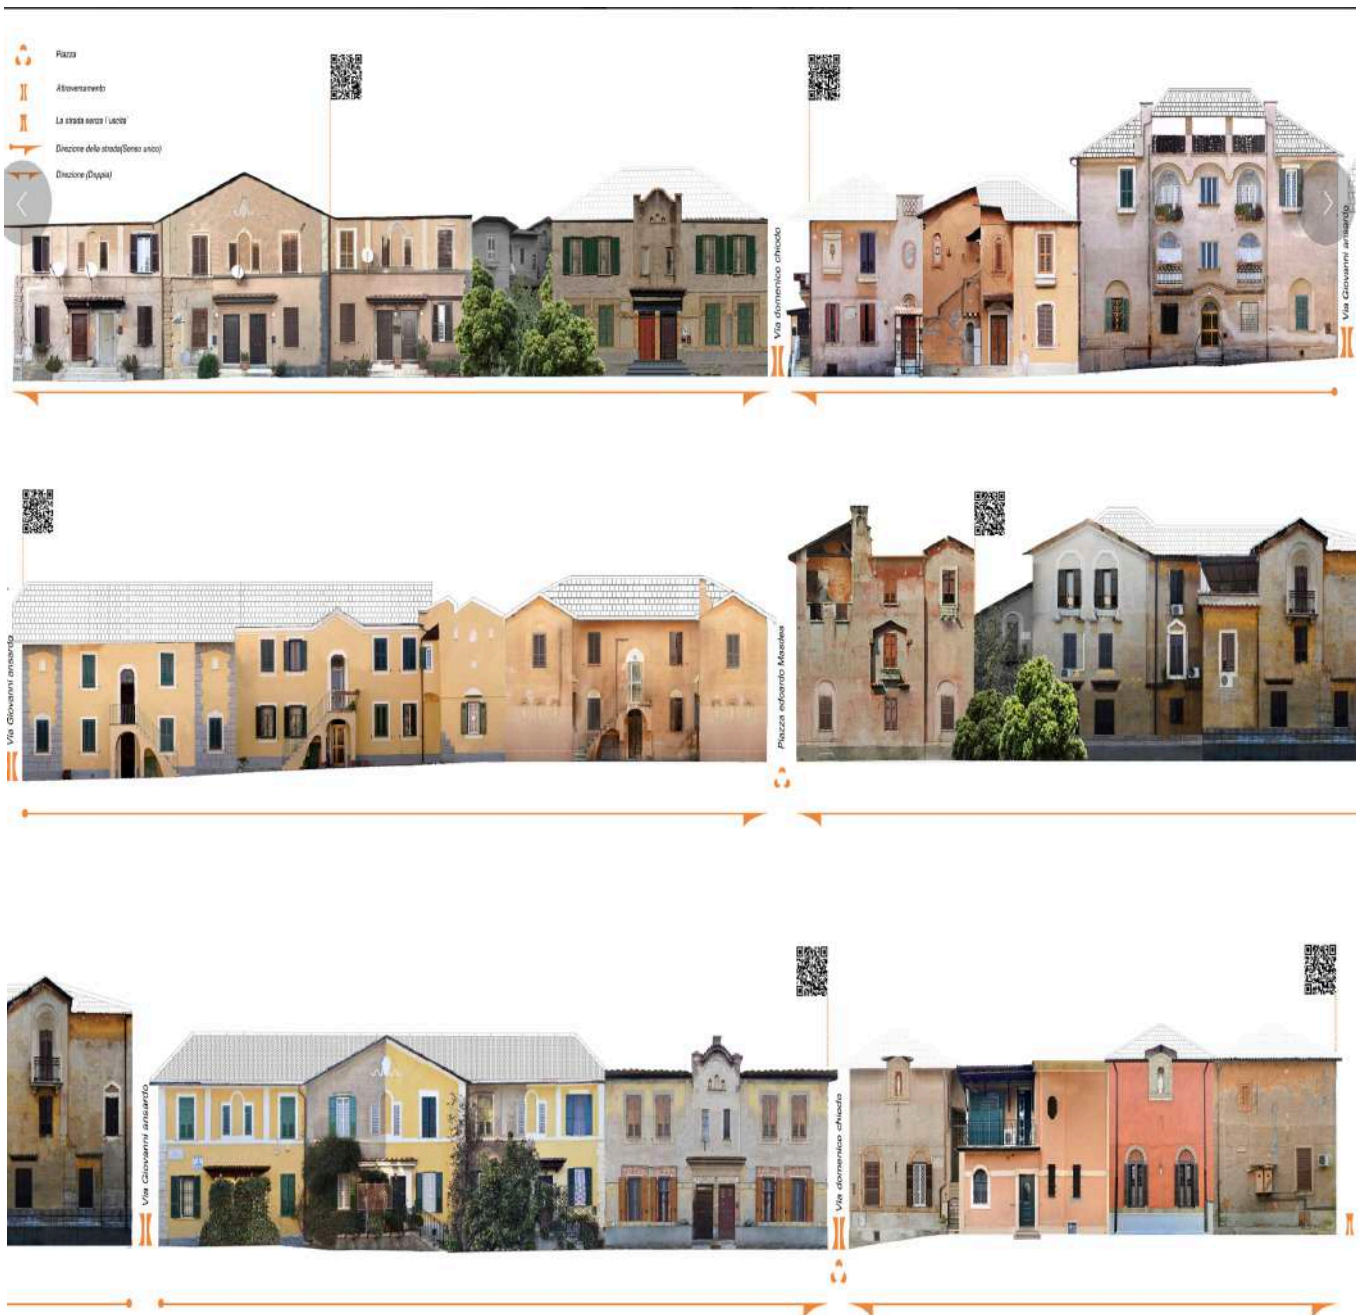 Piazza
Attraversamento
La strada senza l'uscita'
Direzione della strada(Senso unico)
Direzione (Doppia)
Via domenico chiodo
Via Giovanni ansardo
Via Giovanni ansardo
Piazza edoardo Masdea
Via Giovanni ansardo
Via domenico chiodo